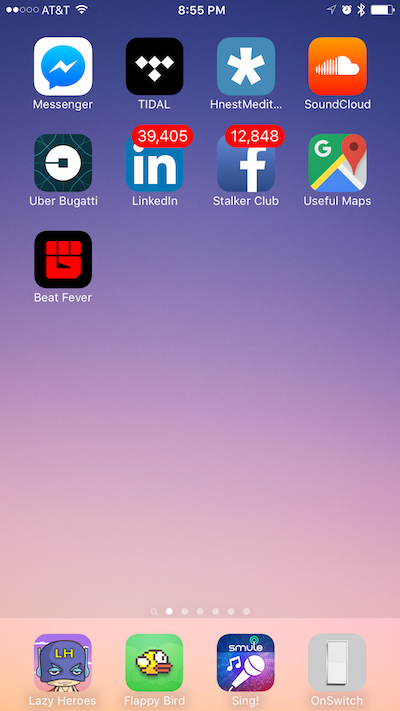 AT&T 8:55 PM
Messenger TIDAL HnestMedit... SoundCloud
39,405 12,848
in f G
Uber Bugatti LinkedIn Stalker Club Useful Maps
Beat Fever
LH smule
Lazy Heroes Flappy Bird Sing! OnSwitch